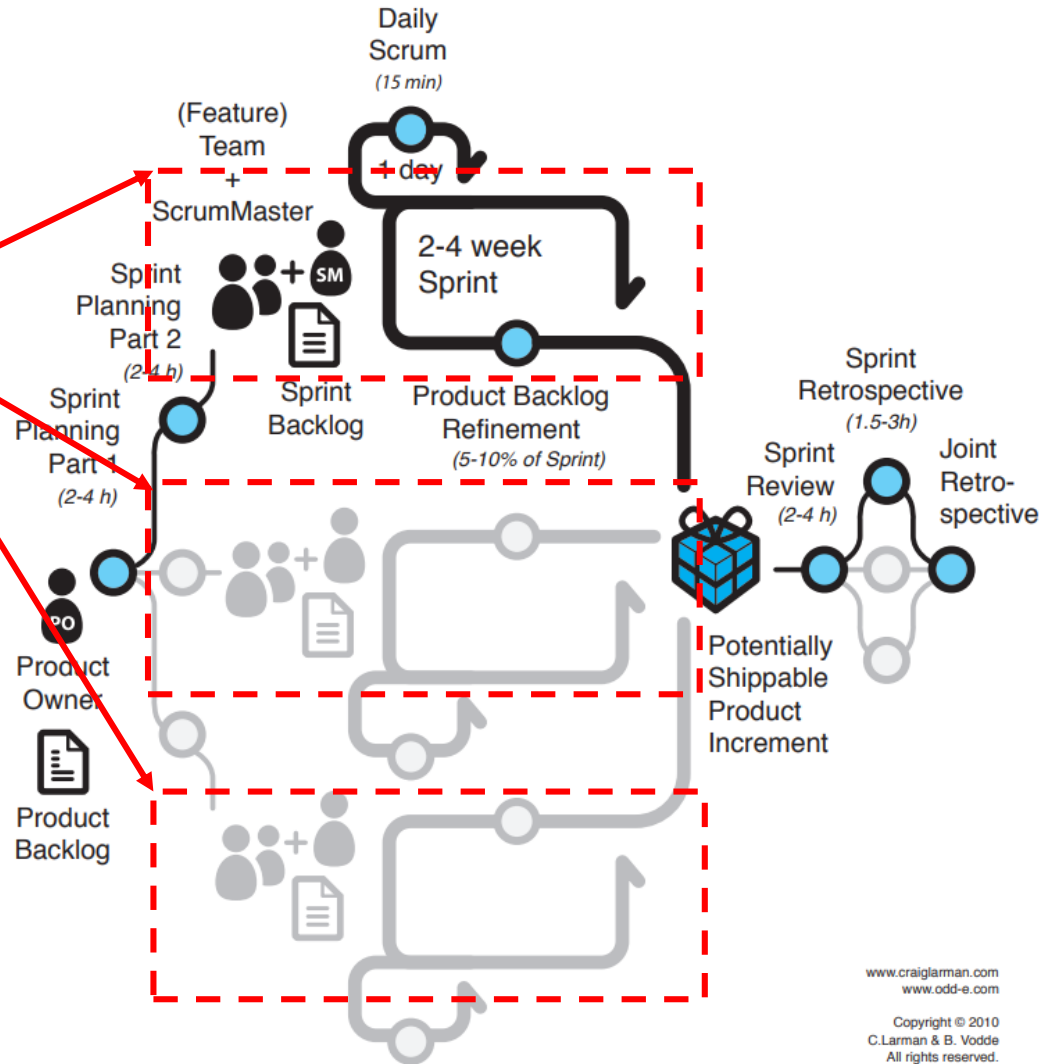 Daily
Scrum
(15 min)
1 day
(Feature)
Team
+
ScrumMaster
+
SM
2-4 week
Sprint
Sprint
Planning
Part 2
(2-4 h)
Sprint
Backlog
Product Backlog
Refinement
(5-10% of Sprint)
Sprint
Planning
Part 1
(2-4 h)
PO
Product
Owner
Product
Backlog
+
+
Potentially
Shippable
Product
Increment
Sprint
Review
(2-4 h)
Sprint
Retrospective
(1.5-3h)
Joint
Retro-
spective
www.craiglarman.com
www.odd-e.com
Copyright © 2010
C.Larman & B. Vodde
All rights reserved.